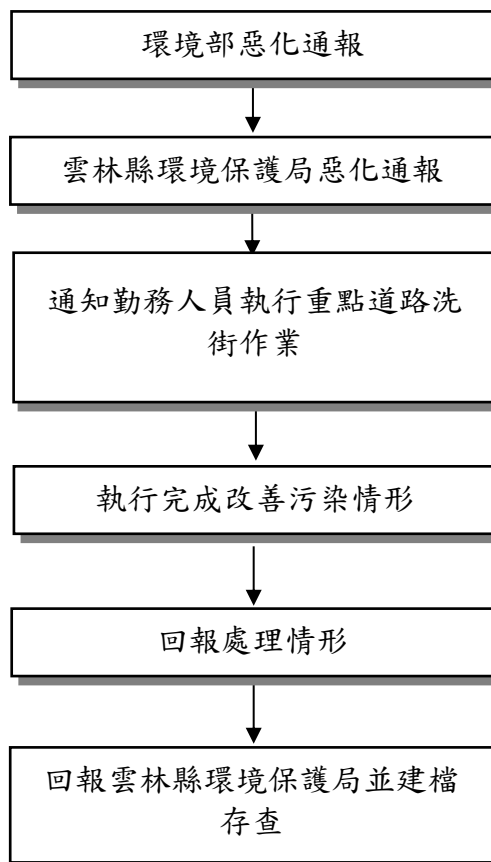 環境部惡化通報
雲林縣環境保護局惡化通報
通知勤務人員執行重點道路洗
街作業
執行完成改善污染情形
回報處理情形
回報雲林縣環境保護局並建檔
存查